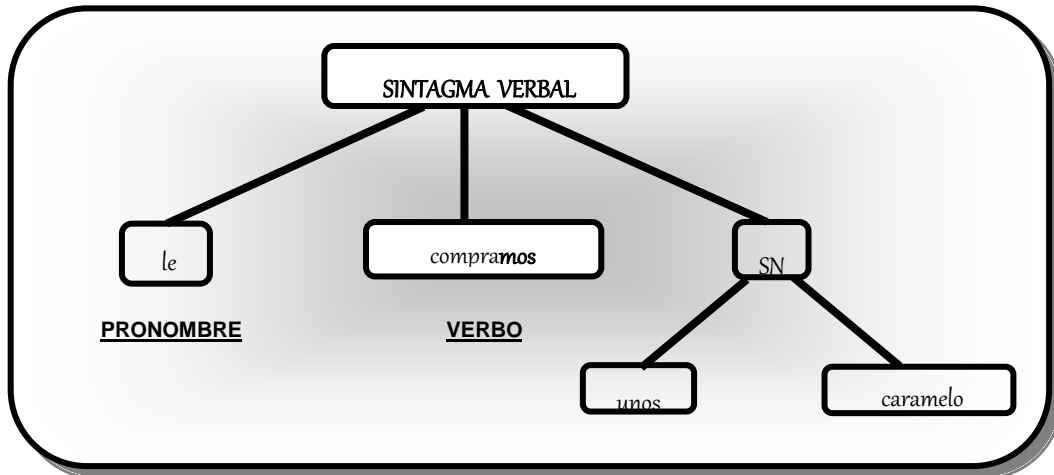 SINTAGMA VERBAL
le
compramos
SN
PRONOMBRE
VERBO
unos
caramelo